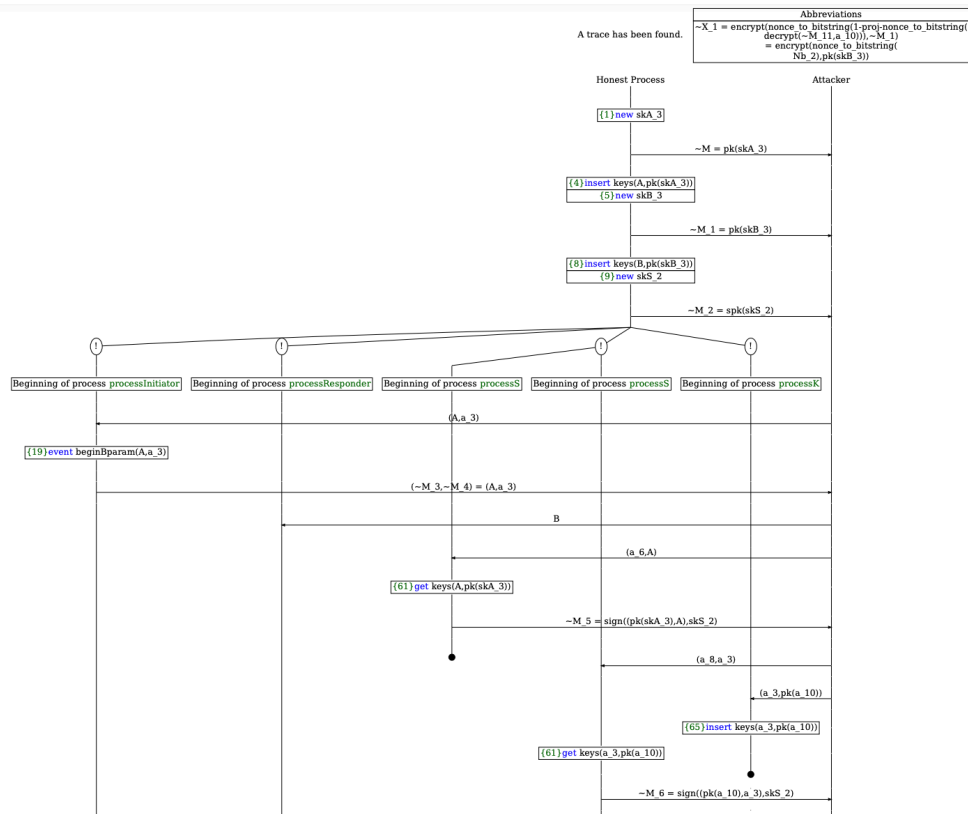 Abbreviations
A trace has been found.
~X_1 = encrypt(nonce_to_bitstring(1-proj-nonce_to_bitstring(
decrypt(~M_11,a_10))),~M_1)
= encrypt(nonce_to_bitstring(
Nb_2),pk(skB_3))
Honest Process
Attacker
{1}new skA_3
~M = pk(skA_3)
{4}insert keys(A,pk(skA_3))
{5}new skB_3
~M_1 = pk(skB_3)
{8}insert keys(B,pk(skB_3))
{9}new skS_2
~M_2 = spk(skS_2)
!
!
!
!
Beginning of process processInitiator
Beginning of process processResponder
Beginning of process processS
Beginning of process processS
Beginning of process processK
(A,a_3)
{19}event beginBparam(A,a_3)
(~M_3,~M_4) = (A,a_3)
B
(a_6,A)
{61}get keys(A,pk(skA_3))
~M_5 = sign((pk(skA_3),A),skS_2)
(a_8,a_3)
(a_3,pk(a_10))
{65}insert keys(a_3,pk(a_10))
{61}get keys(a_3,pk(a_10))
~M_6 = sign((pk(a_10),a_3),skS_2)